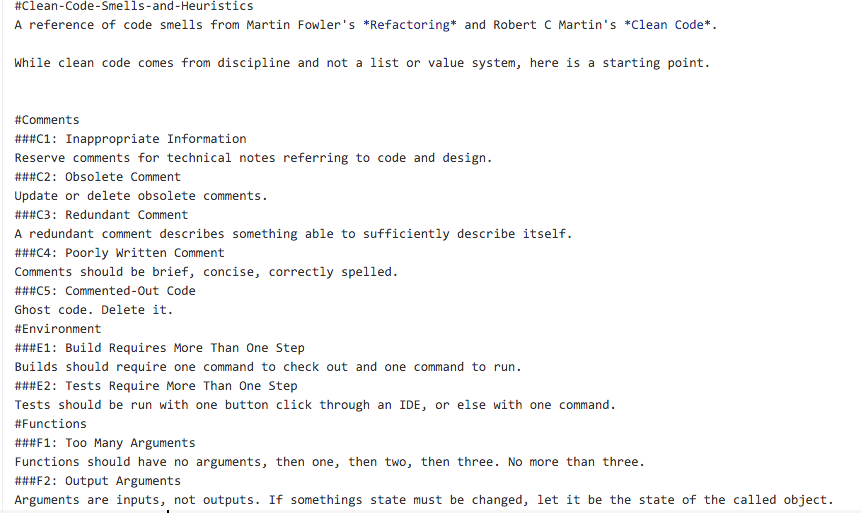 #Clean-Code-Smells-and-Heuristics
A reference of code smells from Martin Fowler's *Refactoring* and Robert C Martin's *Clean Code*.
While clean code comes from discipline and not a list or value system, here is a starting point.
#Comments
###C1: Inappropriate Information
Reserve comments for technical notes referring to code and design.
###C2: Obsolete Comment
Update or delete obsolete comments.
###C3: Redundant Comment
A redundant comment describes something able to sufficiently describe itself.
###C4: Poorly Written Comment
Comments should be brief, concise, correctly spelled.
###C5: Commented-Out Code
Ghost code. Delete it.
#Environment
###E1: Build Requires More Than One Step
Builds should require one command to check out and one command to run.
###E2: Tests Require More Than One Step
Tests should be run with one button click through an IDE, or else with one command.
#Functions
###F1: Too Many Arguments
Functions should have no arguments, then one, then two, then three. No more than three.
###F2: Output Arguments
Arguments are inputs, not outputs. If somethings state must be changed, let it be the state of the called object.